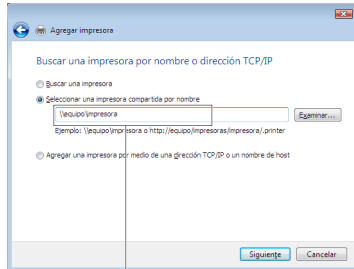 Agregar impresora
Buscar una impresora por nombre o dirección TCP/IP
Buscar una impresora
Seleccionar una impresora compartida por nombre
\\equipo\impresora
Examinar...
Ejemplo: \\equipo\impresora o http://equipo/impresoras/impresora/.printer
Agregar una impresora por medio de una dirección TCP/IP o un nombre de host
Siguiente Cancelar